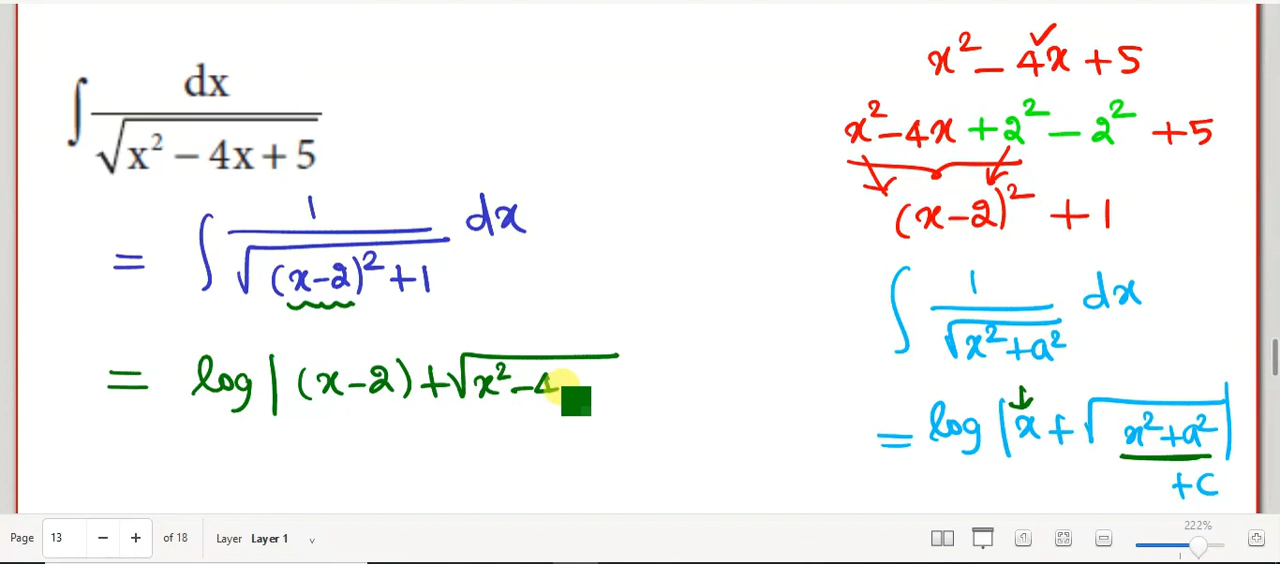 ∫ dx / √(x² − 4x + 5)
= ∫ 1 / √((x−2)² + 1) dx
= log | (x−2) + √(x² − 4
x² − 4x + 5
x² − 4x + 2² − 2² + 5
(x−2)² + 1
∫ 1 / √(x² + a²) dx
= log | x + √(x² + a²) |
+ c
Page 13 − + of 18 Layer Layer 1
222%